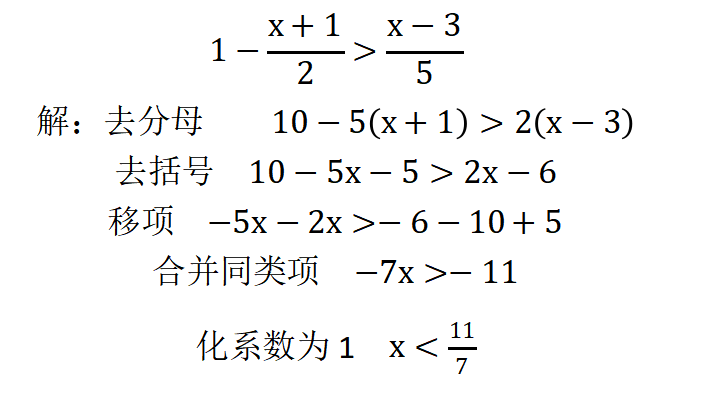 1 − (x + 1)/2 > (x − 3)/5
解：去分母 10 − 5(x + 1) > 2(x − 3)
去括号 10 − 5x − 5 > 2x − 6
移项 −5x − 2x >− 6 − 10 + 5
合并同类项 −7x >− 11
化系数为 1 x < 11/7